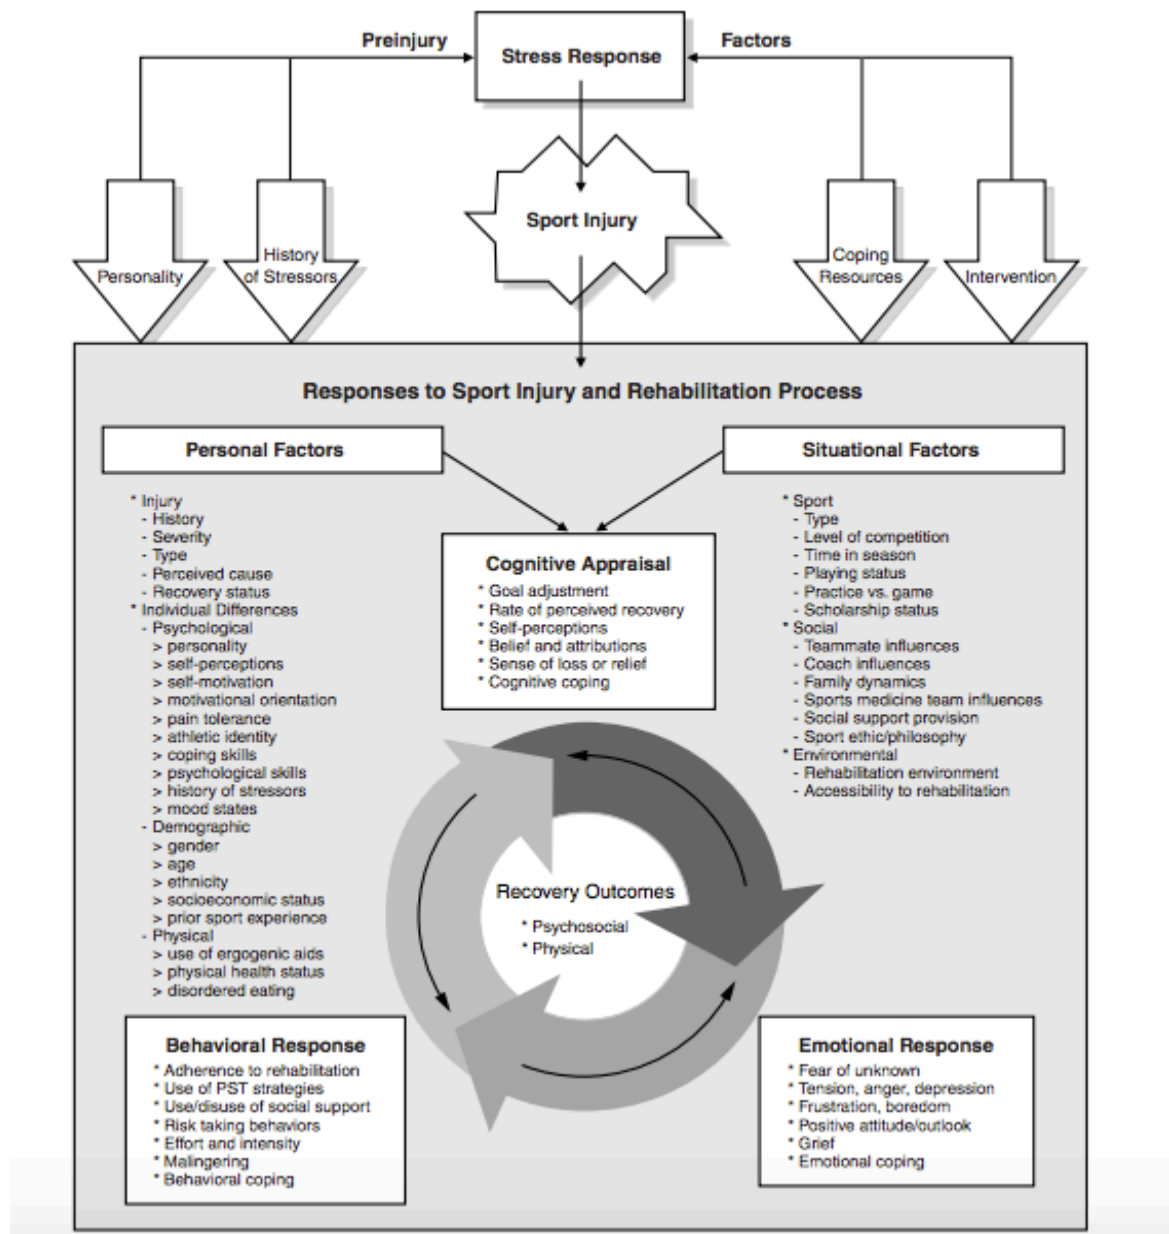 Preinjury
Stress Response
Factors
Sport Injury
Personality
History
of Stressors
Coping
Resources
Intervention
Responses to Sport Injury and Rehabilitation Process
Personal Factors
* Injury
- History
- Severity
- Type
- Perceived cause
- Recovery status
* Individual Differences
- Psychological
> personality
> self-perceptions
> self-motivation
> motivational orientation
> pain tolerance
> athletic identity
> coping skills
> psychological skills
> history of stressors
> mood states
- Demographic
> gender
> age
> ethnicity
> socioeconomic status
> prior sport experience
- Physical
> use of ergogenic aids
> physical health status
> disordered eating
Situational Factors
* Sport
- Type
- Level of competition
- Time in season
- Playing status
- Practice vs. game
- Scholarship status
* Social
- Teammate influences
- Coach influences
- Family dynamics
- Sports medicine team influences
- Social support provision
- Sport ethic/philosophy
* Environmental
- Rehabilitation environment
- Accessibility to rehabilitation
Cognitive Appraisal
* Goal adjustment
* Rate of perceived recovery
* Self-perceptions
* Belief and attributions
* Sense of loss or relief
* Cognitive coping
Recovery Outcomes
* Psychosocial
* Physical
Behavioral Response
* Adherence to rehabilitation
* Use of PST strategies
* Use/disuse of social support
* Risk taking behaviors
* Effort and intensity
* Malingering
* Behavioral coping
Emotional Response
* Fear of unknown
* Tension, anger, depression
* Frustration, boredom
* Positive attitude/outlook
* Grief
* Emotional coping